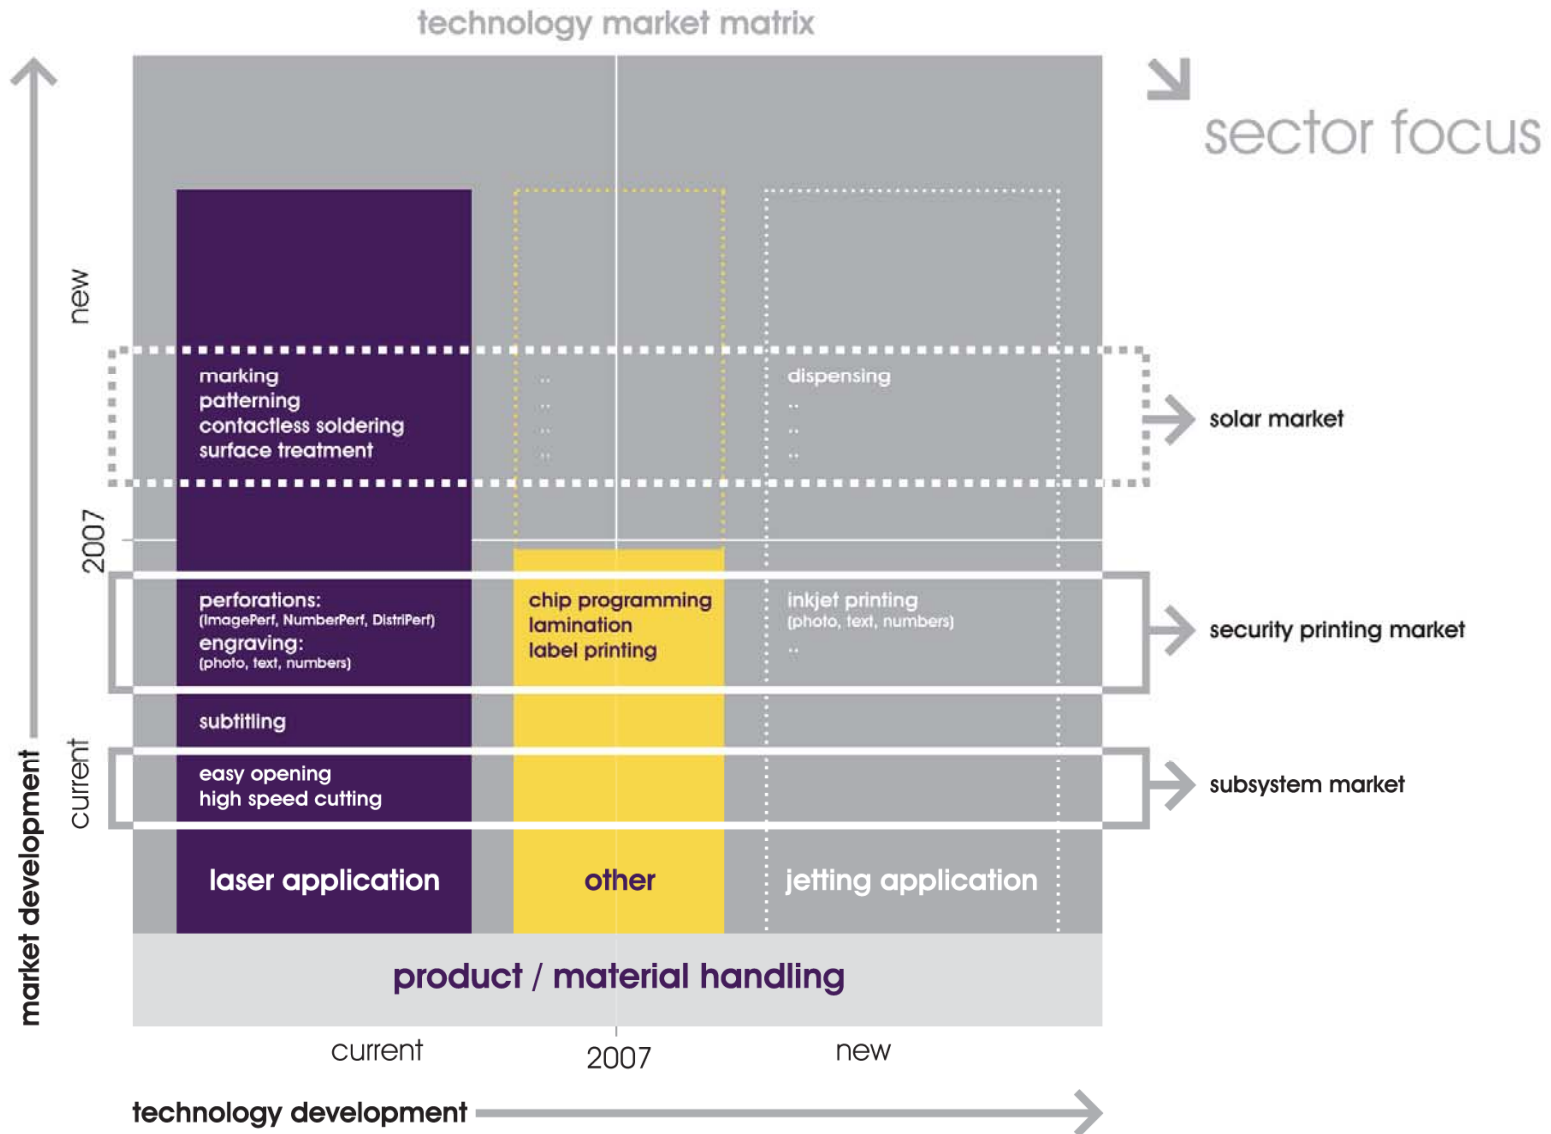 technology market matrix
sector focus
new
marking
patterning
contactless soldering
surface treatment
..
..
..
..
dispensing
..
..
..
solar market
2007
perforations:
(ImagePerf, NumberPerf, DistriPerf)
engraving:
(photo, text, numbers)
chip programming
lamination
label printing
inkjet printing
(photo, text, numbers)
..
security printing market
subtitling
current
easy opening
high speed cutting
subsystem market
market development
laser application
other
jetting application
product / material handling
current
2007
new
technology development